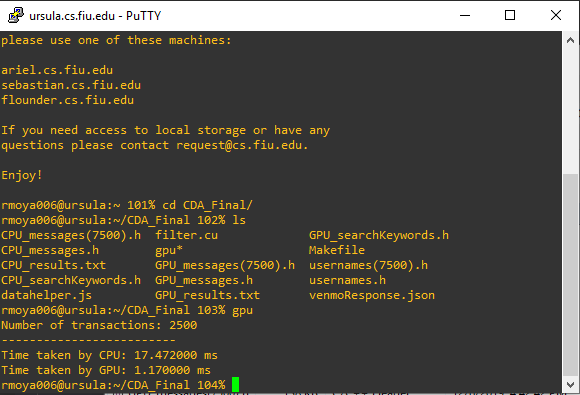 ursula.cs.fiu.edu - PuTTY
please use one of these machines:
ariel.cs.fiu.edu
sebastian.cs.fiu.edu
flounder.cs.fiu.edu
If you need access to local storage or have any
questions please contact request@cs.fiu.edu.
Enjoy!
rmoya006@ursula:~ 101% cd CDA_Final/
rmoya006@ursula:~/CDA_Final 102% ls
CPU_messages(7500).h filter.cu GPU_searchKeywords.h
CPU_messages.h gpu* Makefile
CPU_results.txt GPU_messages(7500).h usernames(7500).h
CPU_searchKeywords.h GPU_messages.h usernames.h
datahelper.js GPU_results.txt venmoResponse.json
rmoya006@ursula:~/CDA_Final 103% gpu
Number of transactions: 2500
-------------------------
Time taken by CPU: 17.472000 ms
Time taken by GPU: 1.170000 ms
rmoya006@ursula:~/CDA_Final 104%